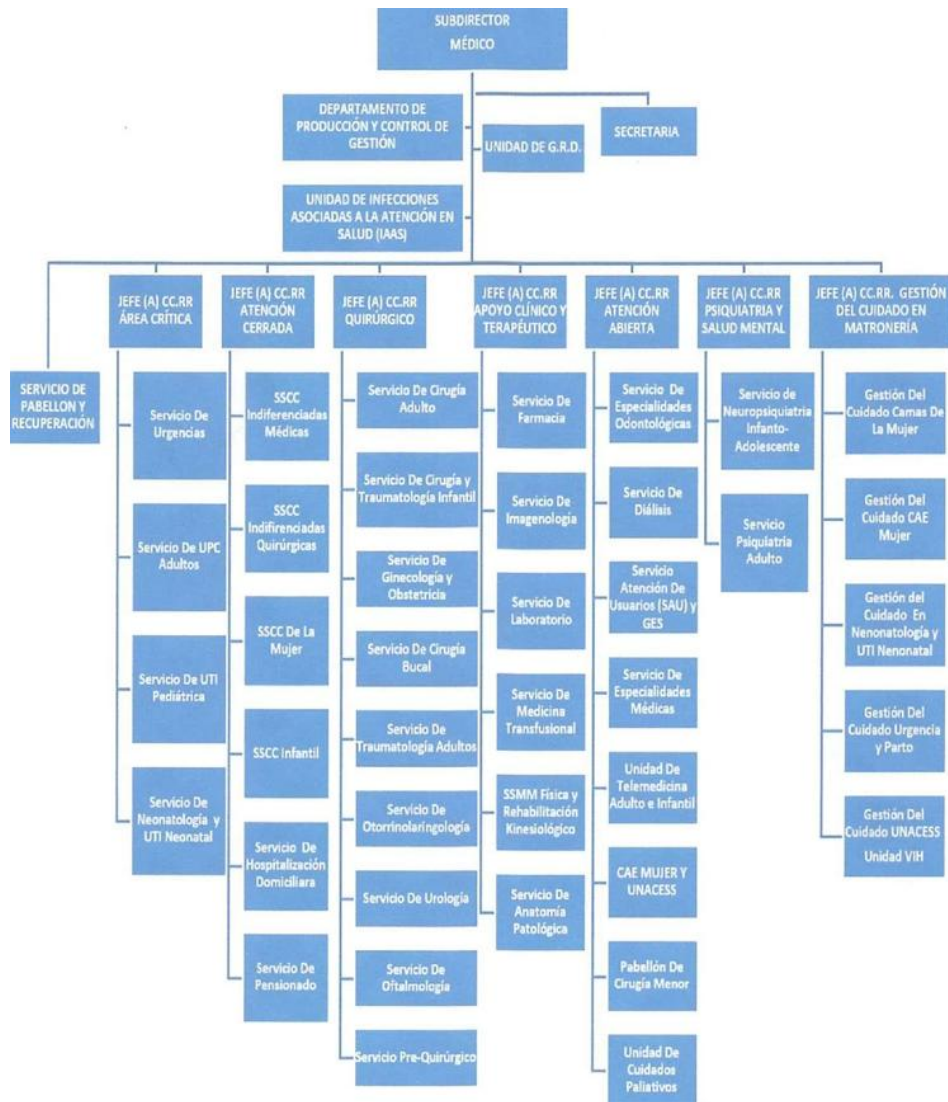 SUBDIRECTOR
MÉDICO
DEPARTAMENTO DE
PRODUCCIÓN Y CONTROL DE
GESTIÓN
SECRETARIA
UNIDAD DE G.R.D.
UNIDAD DE INFECCIONES
ASOCIADAS A LA ATENCIÓN EN
SALUD (IAAS)
SERVICIO DE
PABELLON Y
RECUPERACIÓN
JEFE (A) CC.RR
ÁREA CRÍTICA
Servicio De
Urgencias
Servicio De UPC
Adultos
Servicio De UTI
Pediátrica
Servicio De
Neonatología y
UTI Neonatal
JEFE (A) CC.RR
ATENCIÓN
CERRADA
SSCC
Indiferenciadas
Médicas
SSCC
Indifirenciadas
Quirúrgicas
SSCC De La
Mujer
SSCC Infantil
Servicio De
Hospitalización
Domiciliara
Servicio De
Pensionado
JEFE (A) CC.RR
QUIRÚRGICO
Servicio De Cirugía
Adulto
Servicio De Cirugía y
Traumatología Infantil
Servicio De
Ginecología y
Obstetricia
Servicio De Cirugía
Bucal
Servicio De
Traumatología Adultos
Servicio De
Otorrinolaringología
Servicio De Urología
Servicio De
Oftalmología
Servicio Pre-Quirúrgico
JEFE (A) CC.RR
APOYO CLÍNICO Y
TERAPÉUTICO
Servicio De
Farmacia
Servicio De
Imagenología
Servicio De
Laboratorio
Servicio De
Medicina
Transfusional
SSMM Física y
Rehabilitación
Kinesiológico
Servicio De
Anatomía
Patológica
JEFE (A) CC.RR
ATENCIÓN
ABIERTA
Servicio De
Especialidades
Odontológicas
Servicio De
Diálisis
Servicio
Atención De
Usuarios (SAU) y
GES
Servicio De
Especialidades
Médicas
Unidad De
Telemedicina
Adulto e Infantil
CAE MUJER Y
UNACESS
Pabellón De
Cirugía Menor
Unidad De
Cuidados
Paliativos
JEFE (A) CC.RR
PSIQUIATRIA Y
SALUD MENTAL
Servicio de
Neuropsiquiatria
Infanto-
Adolescente
Servicio
Psiquiatría
Adulto
JEFE (A) CC.RR. GESTIÓN
DEL CUIDADO EN
MATRONERÍA
Gestión Del
Cuidado Camas De
La Mujer
Gestión Del
Cuidado CAE
Mujer
Gestión del
Cuidado En
Nenonatología y
UTI Nenonatal
Gestión Del
Cuidado Urgencia
y Parto
Gestión Del
Cuidado UNACESS
Unidad VIH